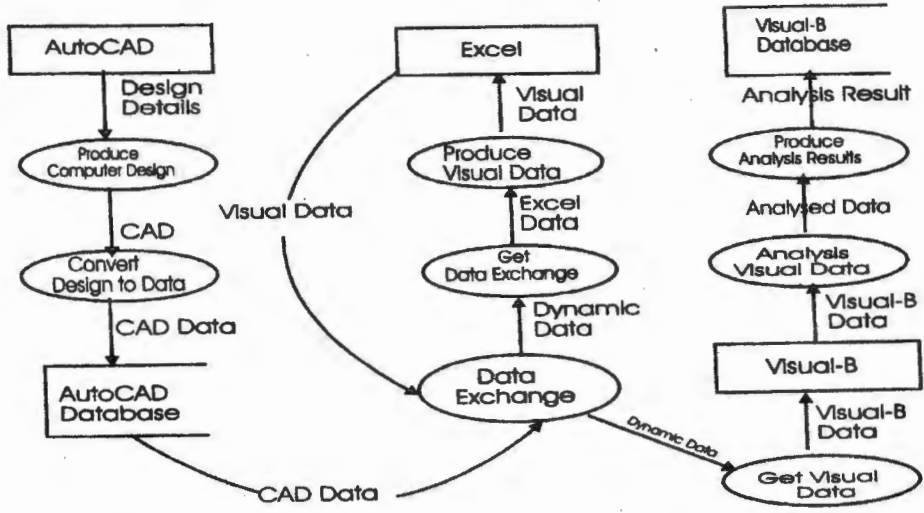 AutoCAD
Design
Details
Produce
Computer Design
CAD
Convert
Design to Data
CAD Data
AutoCAD
Database
CAD Data
Visual Data
Excel
Visual
Data
Produce
Visual Data
Excel
Data
Get
Data Exchange
Dynamic
Data
Data
Exchange
Dynamic Data
Visual-B
Database
Analysis Result
Produce
Analysis Results
Analysed Data
Analysis
Visual Data
Visual-B
Data
Visual-B
Visual-B
Data
Get Visual
Data